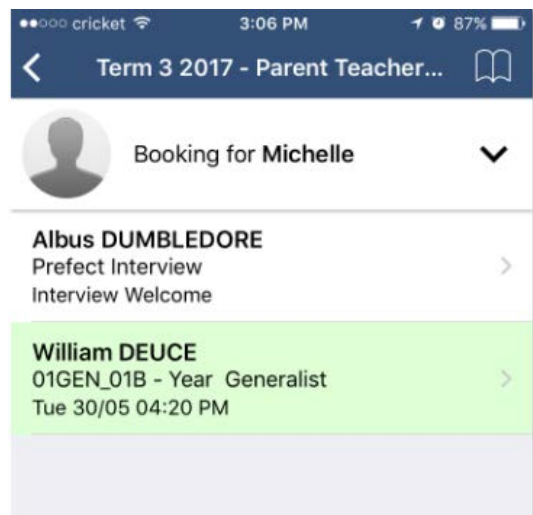 cricket 3:06 PM 87%
Term 3 2017 - Parent Teacher...
Booking for Michelle
Albus DUMBLEDORE
Prefect Interview
Interview Welcome
William DEUCE
01GEN_01B - Year  Generalist
Tue 30/05 04:20 PM